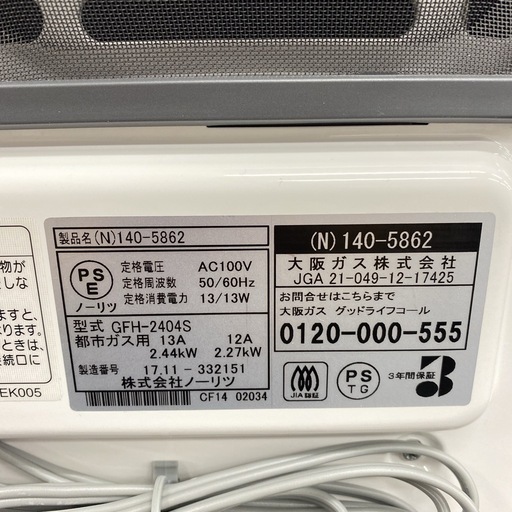 製品名 (N)140-5862
PS
E
ノーリツ
定格電圧 AC100V
定格周波数 50/60Hz
定格消費電力 13/13W
型式 GFH-2404S
都市ガス用 13A 12A
2.44kW 2.27kW
製造番号 17.11-332151
株式会社ノーリツ
CF14 02034
(N) 140-5862
大阪ガス株式会社
JGA 21-049-12-17425
お問合せはこちらまで
大阪ガス グッドライフコール
0120-000-555
JIA認証
PS
TG
3年間保証
物が
しな
ますと、
ります。
ときは、
続口に
EK005